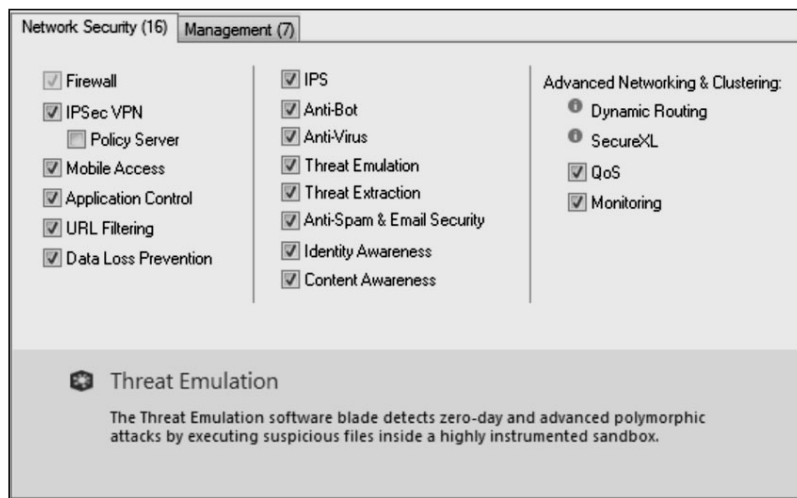 Network Security (16)
Management (7)
Firewall
IPSec VPN
Policy Server
Mobile Access
Application Control
URL Filtering
Data Loss Prevention
IPS
Anti-Bot
Anti-Virus
Threat Emulation
Threat Extraction
Anti-Spam & Email Security
Identity Awareness
Content Awareness
Advanced Networking & Clustering:
Dynamic Routing
SecureXL
QoS
Monitoring
Threat Emulation
The Threat Emulation software blade detects zero-day and advanced polymorphic
attacks by executing suspicious files inside a highly instrumented sandbox.